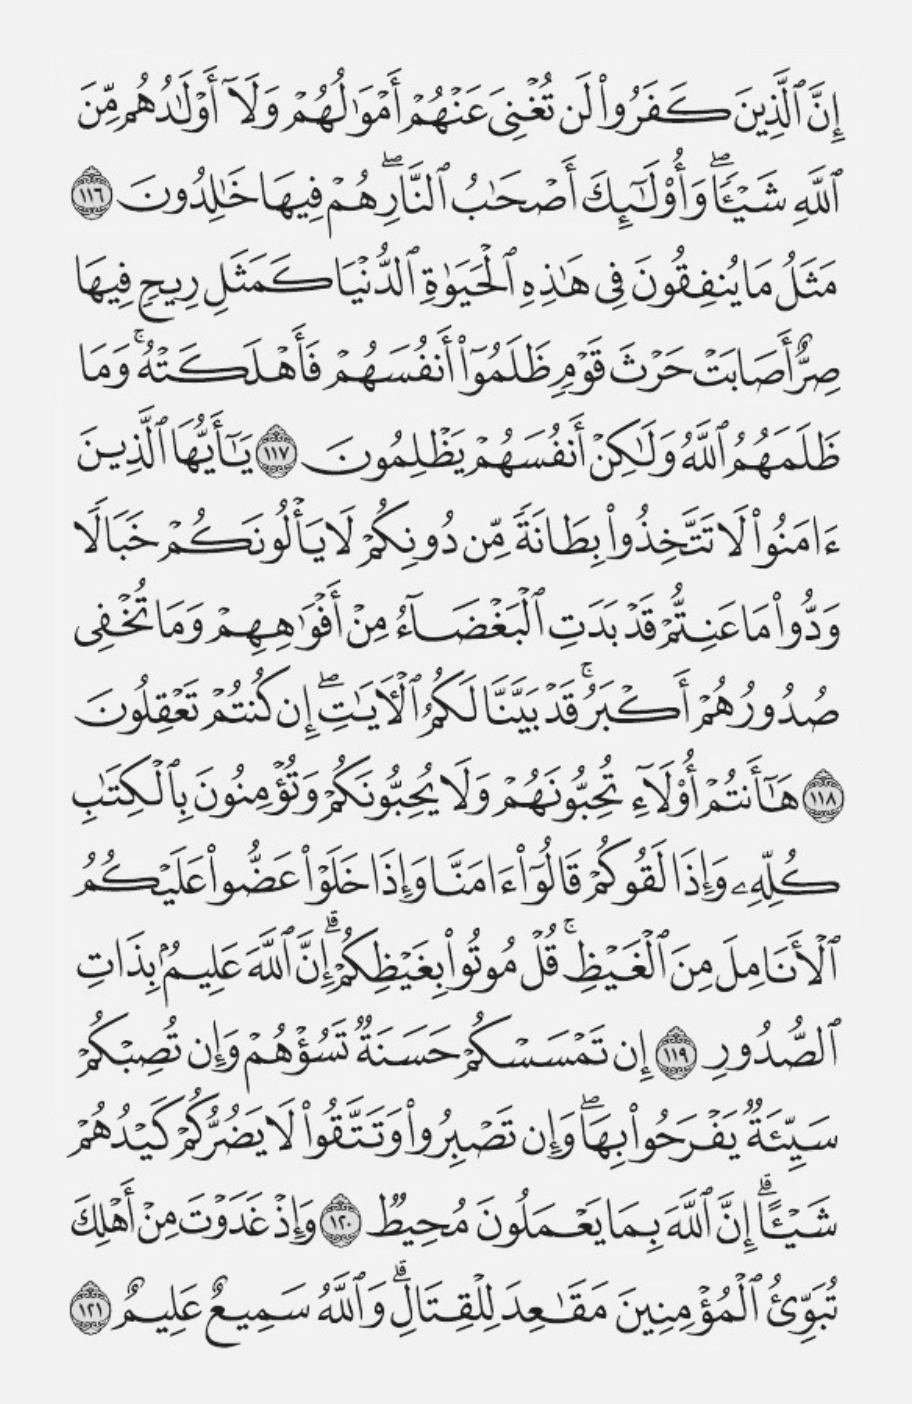 إِنَّ ٱلَّذِينَ كَفَرُوا۟ لَن تُغْنِىَ عَنْهُمْ أَمْوَٰلُهُمْ وَلَآ أَوْلَـٰدُهُم مِّنَ
ٱللَّهِ شَيْـًٔا ۖ وَأُو۟لَـٰٓئِكَ أَصْحَـٰبُ ٱلنَّارِ ۖ هُمْ فِيهَا خَـٰلِدُونَ ١١٦
مَثَلُ مَا يُنفِقُونَ فِى هَـٰذِهِ ٱلْحَيَوٰةِ ٱلدُّنْيَا كَمَثَلِ رِيحٍ فِيهَا
صِرٌّ أَصَابَتْ حَرْثَ قَوْمٍ ظَلَمُوٓا۟ أَنفُسَهُمْ فَأَهْلَكَتْهُ ۚ وَمَا
ظَلَمَهُمُ ٱللَّهُ وَلَـٰكِنْ أَنفُسَهُمْ يَظْلِمُونَ ١١٧ يَـٰٓأَيُّهَا ٱلَّذِينَ
ءَامَنُوا۟ لَا تَتَّخِذُوا۟ بِطَانَةً مِّن دُونِكُمْ لَا يَأْلُونَكُمْ خَبَالًا
وَدُّوا۟ مَا عَنِتُّمْ قَدْ بَدَتِ ٱلْبَغْضَآءُ مِنْ أَفْوَٰهِهِمْ وَمَا تُخْفِى
صُدُورُهُمْ أَكْبَرُ ۚ قَدْ بَيَّنَّا لَكُمُ ٱلْـَٔايَـٰتِ ۖ إِن كُنتُمْ تَعْقِلُونَ
١١٨ هَـٰٓأَنتُمْ أُو۟لَآءِ تُحِبُّونَهُمْ وَلَا يُحِبُّونَكُمْ وَتُؤْمِنُونَ بِٱلْكِتَـٰبِ
كُلِّهِۦ وَإِذَا لَقُوكُمْ قَالُوٓا۟ ءَامَنَّا وَإِذَا خَلَوْا۟ عَضُّوا۟ عَلَيْكُمُ
ٱلْأَنَامِلَ مِنَ ٱلْغَيْظِ ۚ قُلْ مُوتُوا۟ بِغَيْظِكُمْ ۗ إِنَّ ٱللَّهَ عَلِيمٌۢ بِذَاتِ
ٱلصُّدُورِ ١١٩ إِن تَمْسَسْكُمْ حَسَنَةٌ تَسُؤْهُمْ وَإِن تُصِبْكُمْ
سَيِّئَةٌ يَفْرَحُوا۟ بِهَا ۖ وَإِن تَصْبِرُوا۟ وَتَتَّقُوا۟ لَا يَضُرُّكُمْ كَيْدُهُمْ
شَيْـًٔا ۗ إِنَّ ٱللَّهَ بِمَا يَعْمَلُونَ مُحِيطٌ ١٢٠ وَإِذْ غَدَوْتَ مِنْ أَهْلِكَ
تُبَوِّئُ ٱلْمُؤْمِنِينَ مَقَـٰعِدَ لِلْقِتَالِ ۗ وَٱللَّهُ سَمِيعٌ عَلِيمٌ ١٢١